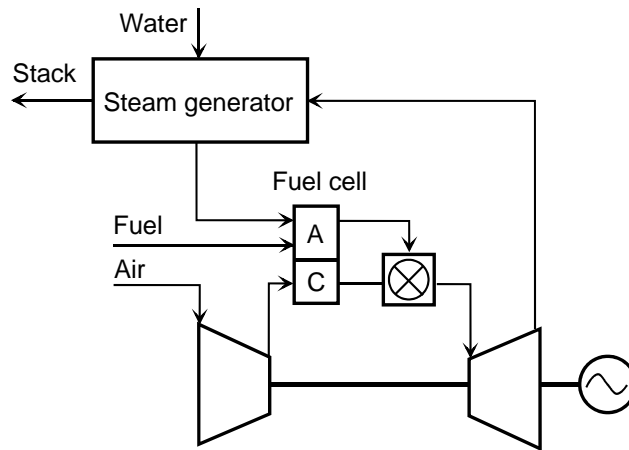 Water
Stack
Steam generator
Fuel cell
Fuel
A
Air
C